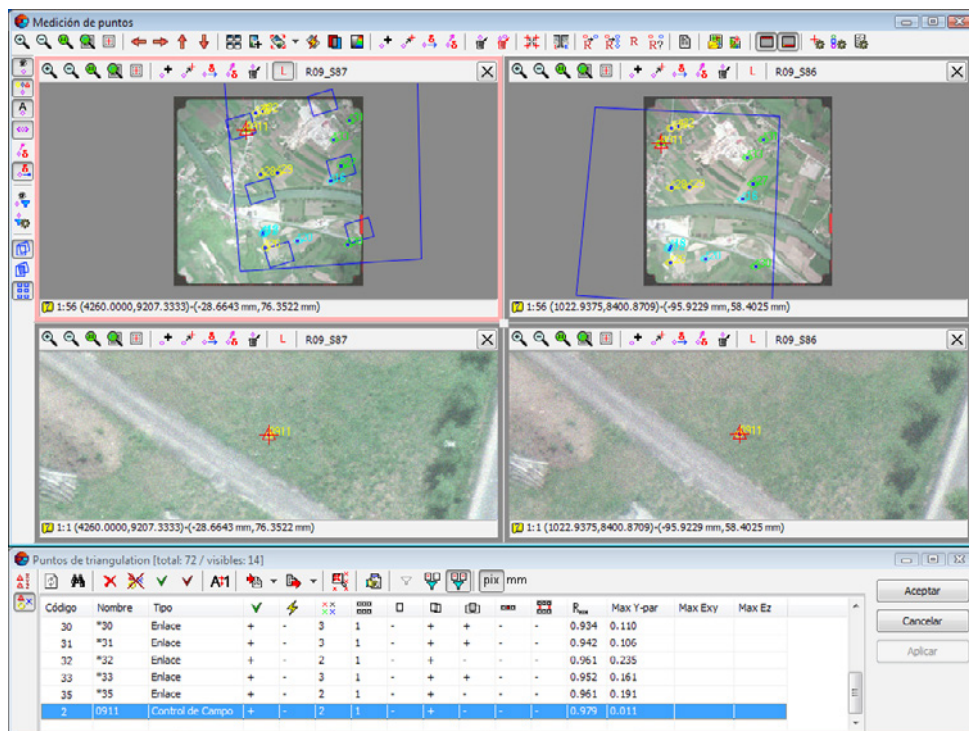 Medición de puntos
L R09_S87
L R09_S86
1:56 (4260.0000,9207.3333)-(-28.6643 mm,76.3522 mm)
1:56 (1022.9375,8400.8709)-(-95.9229 mm,58.4025 mm)
L R09_S87
L R09_S86
0911
0911
1:1 (4260.0000,9207.3333)-(-28.6643 mm,76.3522 mm)
1:1 (1022.9375,8400.8709)-(-95.9229 mm,58.4025 mm)
Puntos de triangulation [total: 72 / visibles: 14]
pix mm
Aceptar
Cancelar
Aplicar
Código Nombre Tipo Max Y-par Max Exy Max Ez
30 *30 Enlace + - 3 1 - + + - - 0.934 0.110
31 *31 Enlace + - 3 1 - + + - - 0.942 0.106
32 *32 Enlace + - 2 1 - + - - - 0.961 0.235
33 *33 Enlace + - 3 1 - + + - - 0.952 0.161
35 *35 Enlace + - 2 1 - + - - - 0.961 0.191
2 0911 Control de Campo + - 2 1 - + - - - 0.979 0.011